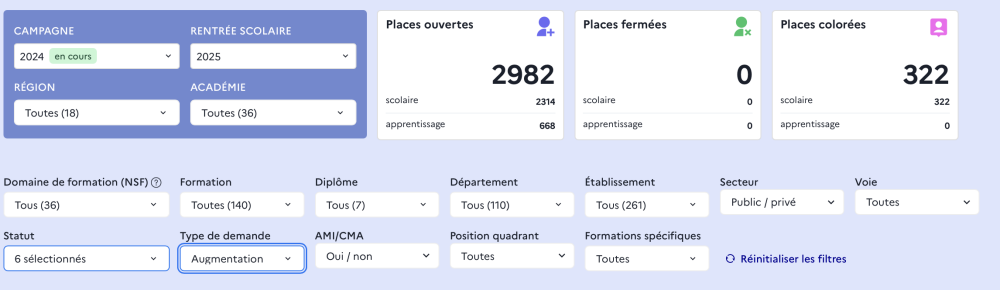 CAMPAGNE
2024 en cours
RENTRÉE SCOLAIRE
2025
RÉGION
Toutes (18)
ACADÉMIE
Toutes (36)
Places ouvertes
2982
scolaire 2314
apprentissage 668
Places fermées
0
scolaire 0
apprentissage 0
Places colorées
322
scolaire 322
apprentissage 0
Domaine de formation (NSF) ?
Tous (36)
Formation
Toutes (140)
Diplôme
Tous (7)
Département
Tous (110)
Établissement
Tous (261)
Secteur
Public / privé
Voie
Toutes
Statut
6 sélectionnés
Type de demande
Augmentation
AMI/CMA
Oui / non
Position quadrant
Toutes
Formations spécifiques
Toutes
Réinitialiser les filtres